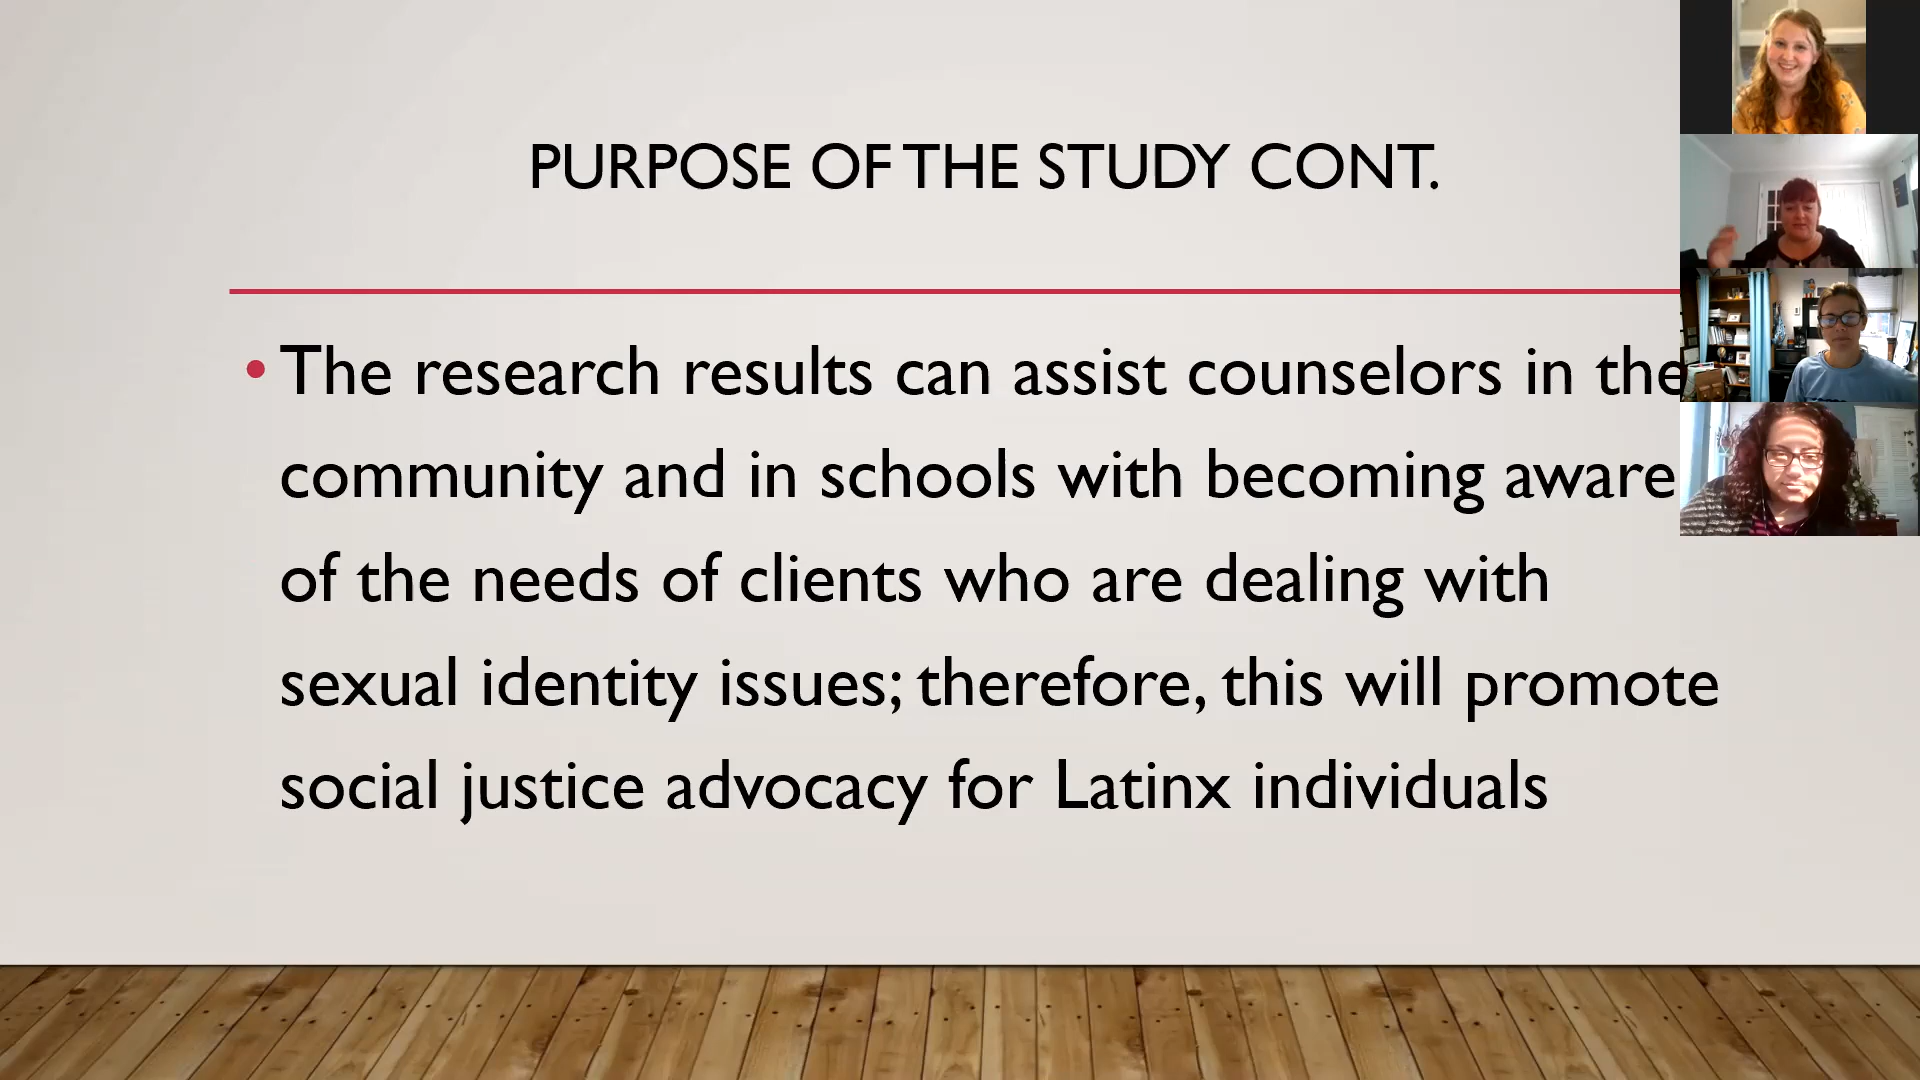 PURPOSE OF THE STUDY CONT.
• The research results can assist counselors in the
community and in schools with becoming aware
of the needs of clients who are dealing with
sexual identity issues; therefore, this will promote
social justice advocacy for Latinx individuals